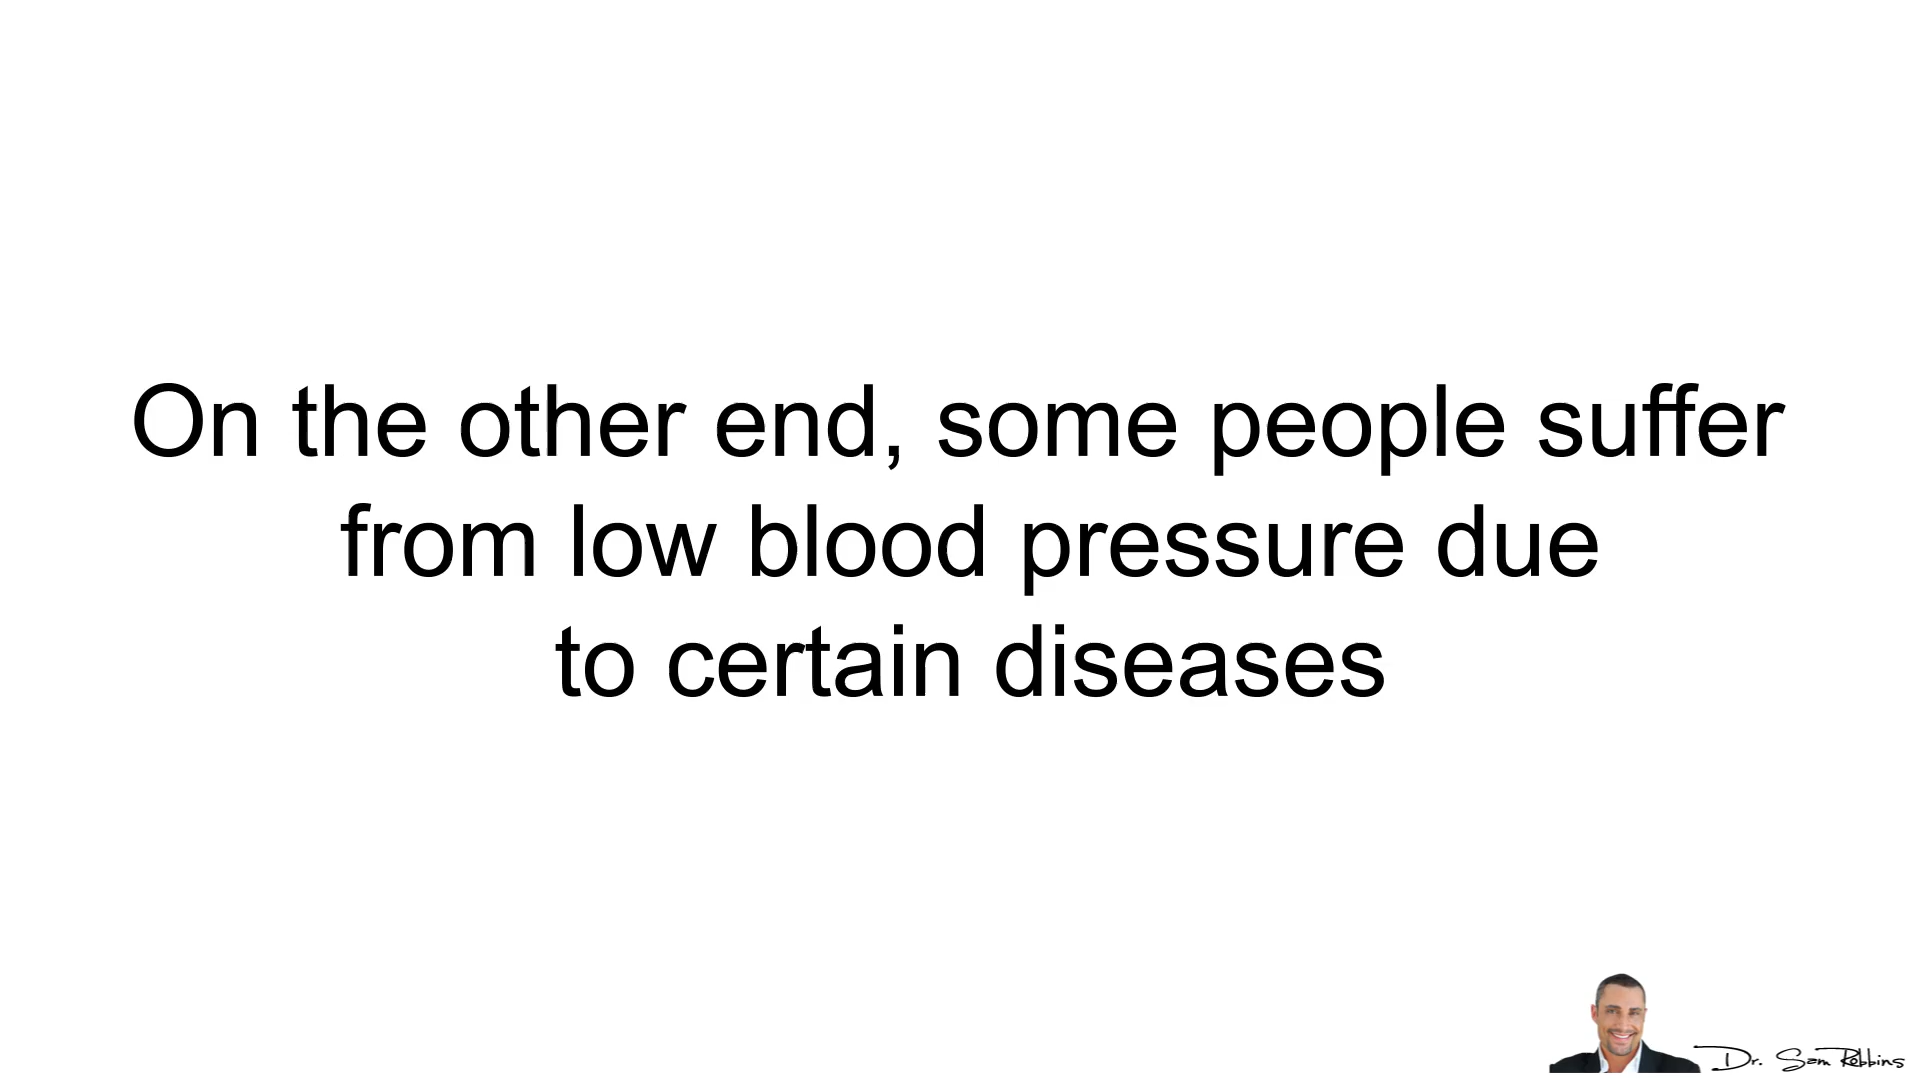 On the other end, some people suffer
from low blood pressure due
to certain diseases
Dr. Sam Robbins